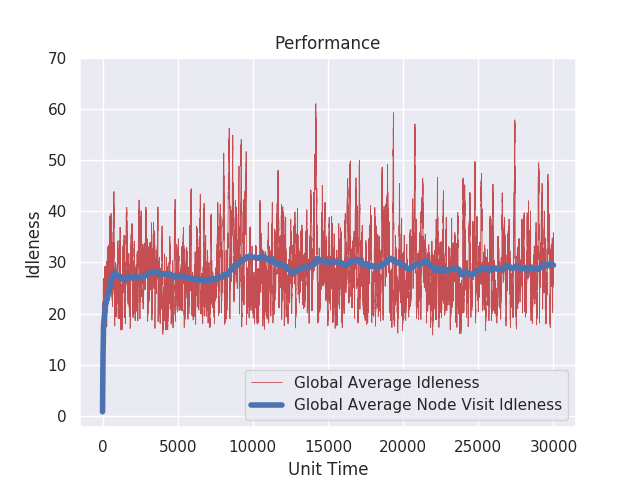 Performance
70
60
50
40
30
20
10
0
Idleness
Global Average Idleness
Global Average Node Visit Idleness
0 5000 10000 15000 20000 25000 30000
Unit Time